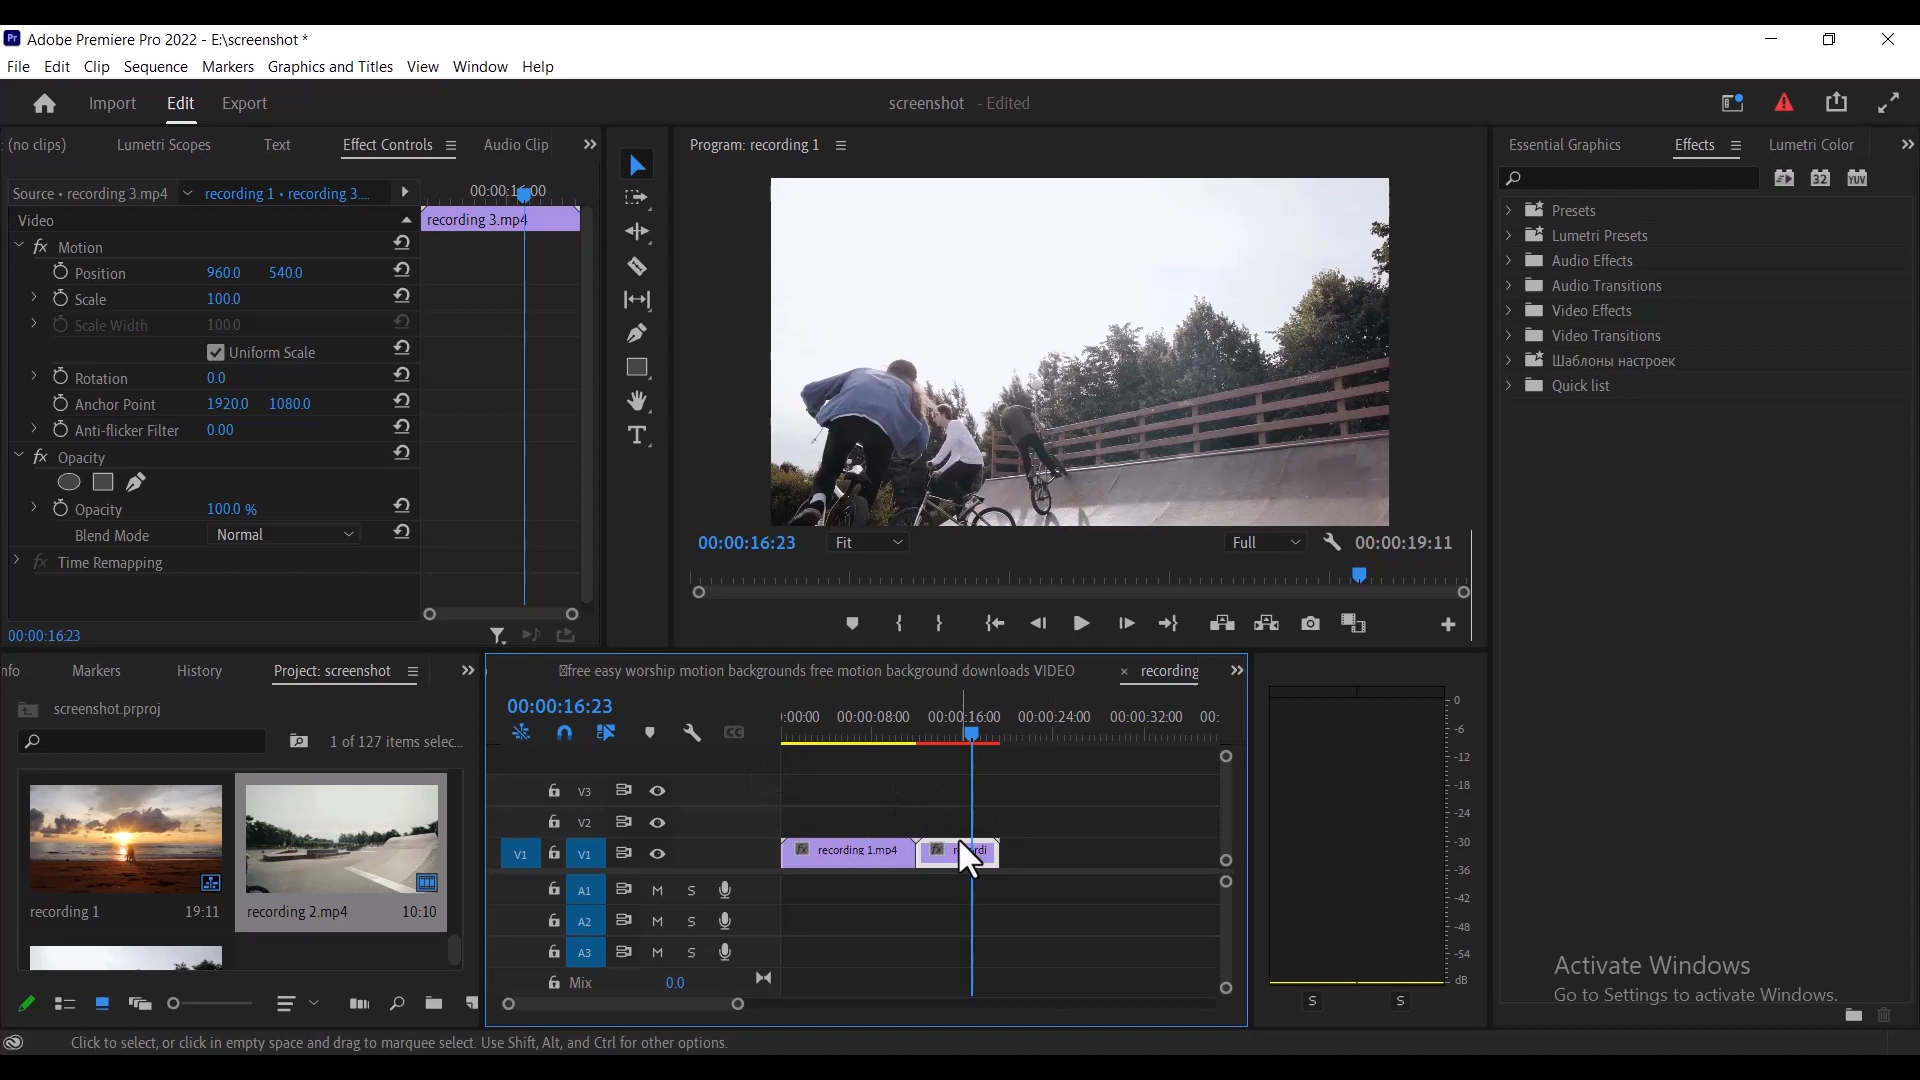 Adobe Premiere Pro 2022 - E:\screenshot *
File Edit Clip Sequence Markers Graphics and Titles View Window Help
Import Edit Export screenshot - Edited
(no clips) Lumetri Scopes Text Effect Controls Audio Clip
Source • recording 3.mp4 recording 1 • recording 3....
Video
recording 3.mp4
fx Motion
Position 960.0 540.0
Scale 100.0
Scale Width 100.0
Uniform Scale
Rotation 0.0
Anchor Point 1920.0 1080.0
Anti-flicker Filter 0.00
fx Opacity
Opacity 100.0 %
Blend Mode Normal
fx Time Remapping
00:00:16:23
Program: recording 1
00:00:16:23 Fit Full 00:00:19:11
Essential Graphics Effects Lumetri Color
32 YUV
Presets
Lumetri Presets
Audio Effects
Audio Transitions
Video Effects
Video Transitions
Шаблоны настроек
Quick list
nfo Markers History Project: screenshot
screenshot.prproj
1 of 127 items selec...
recording 1 19:11
recording 2.mp4 10:10
free easy worship motion backgrounds free motion background downloads VIDEO × recording
00:00:16:23
:00:00 00:00:08:00 00:00:16:00 00:00:24:00 00:00:32:00 00:
V3
V2
V1 V1 fx recording 1.mp4 fx
A1 M S
A2 M S
A3 M S
Mix 0.0
0
-6
-12
-18
-24
-30
-36
-42
-48
-54
dB
S S
Activate Windows
Go to Settings to activate Windows.
Click to select, or click in empty space and drag to marquee select. Use Shift, Alt, and Ctrl for other options.